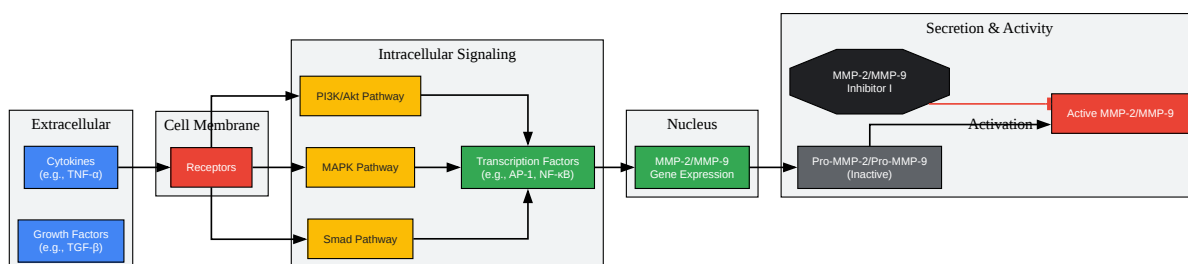 Extracellular
Cytokines
(e.g., TNF-α)
Growth Factors
(e.g., TGF-β)
Cell Membrane
Receptors
Intracellular Signaling
PI3K/Akt Pathway
MAPK Pathway
Smad Pathway
Transcription Factors
(e.g., AP-1, NF-κB)
Nucleus
MMP-2/MMP-9
Gene Expression
Secretion & Activity
MMP-2/MMP-9
Inhibitor I
Pro-MMP-2/Pro-MMP-9
(Inactive)
Activation
Active MMP-2/MMP-9